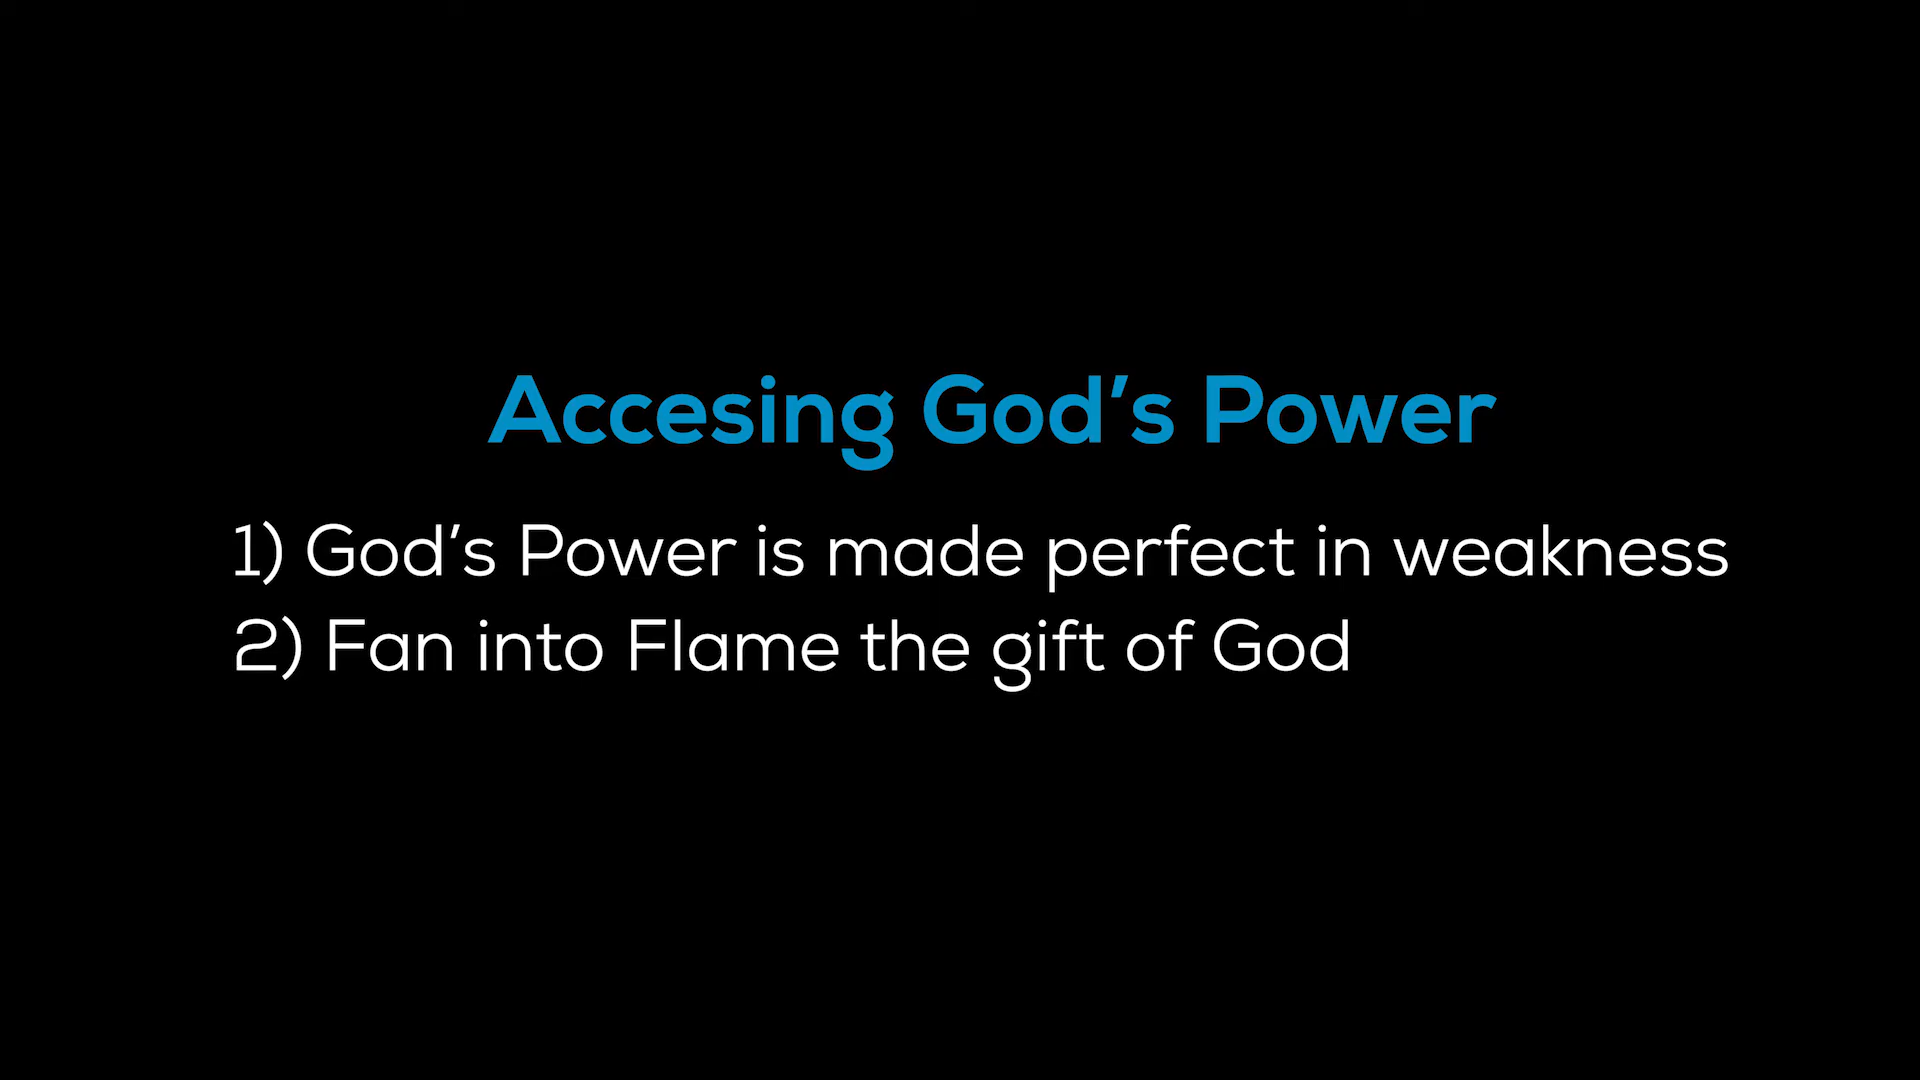 Accesing God’s Power
1) God’s Power is made perfect in weakness
2) Fan into Flame the gift of God